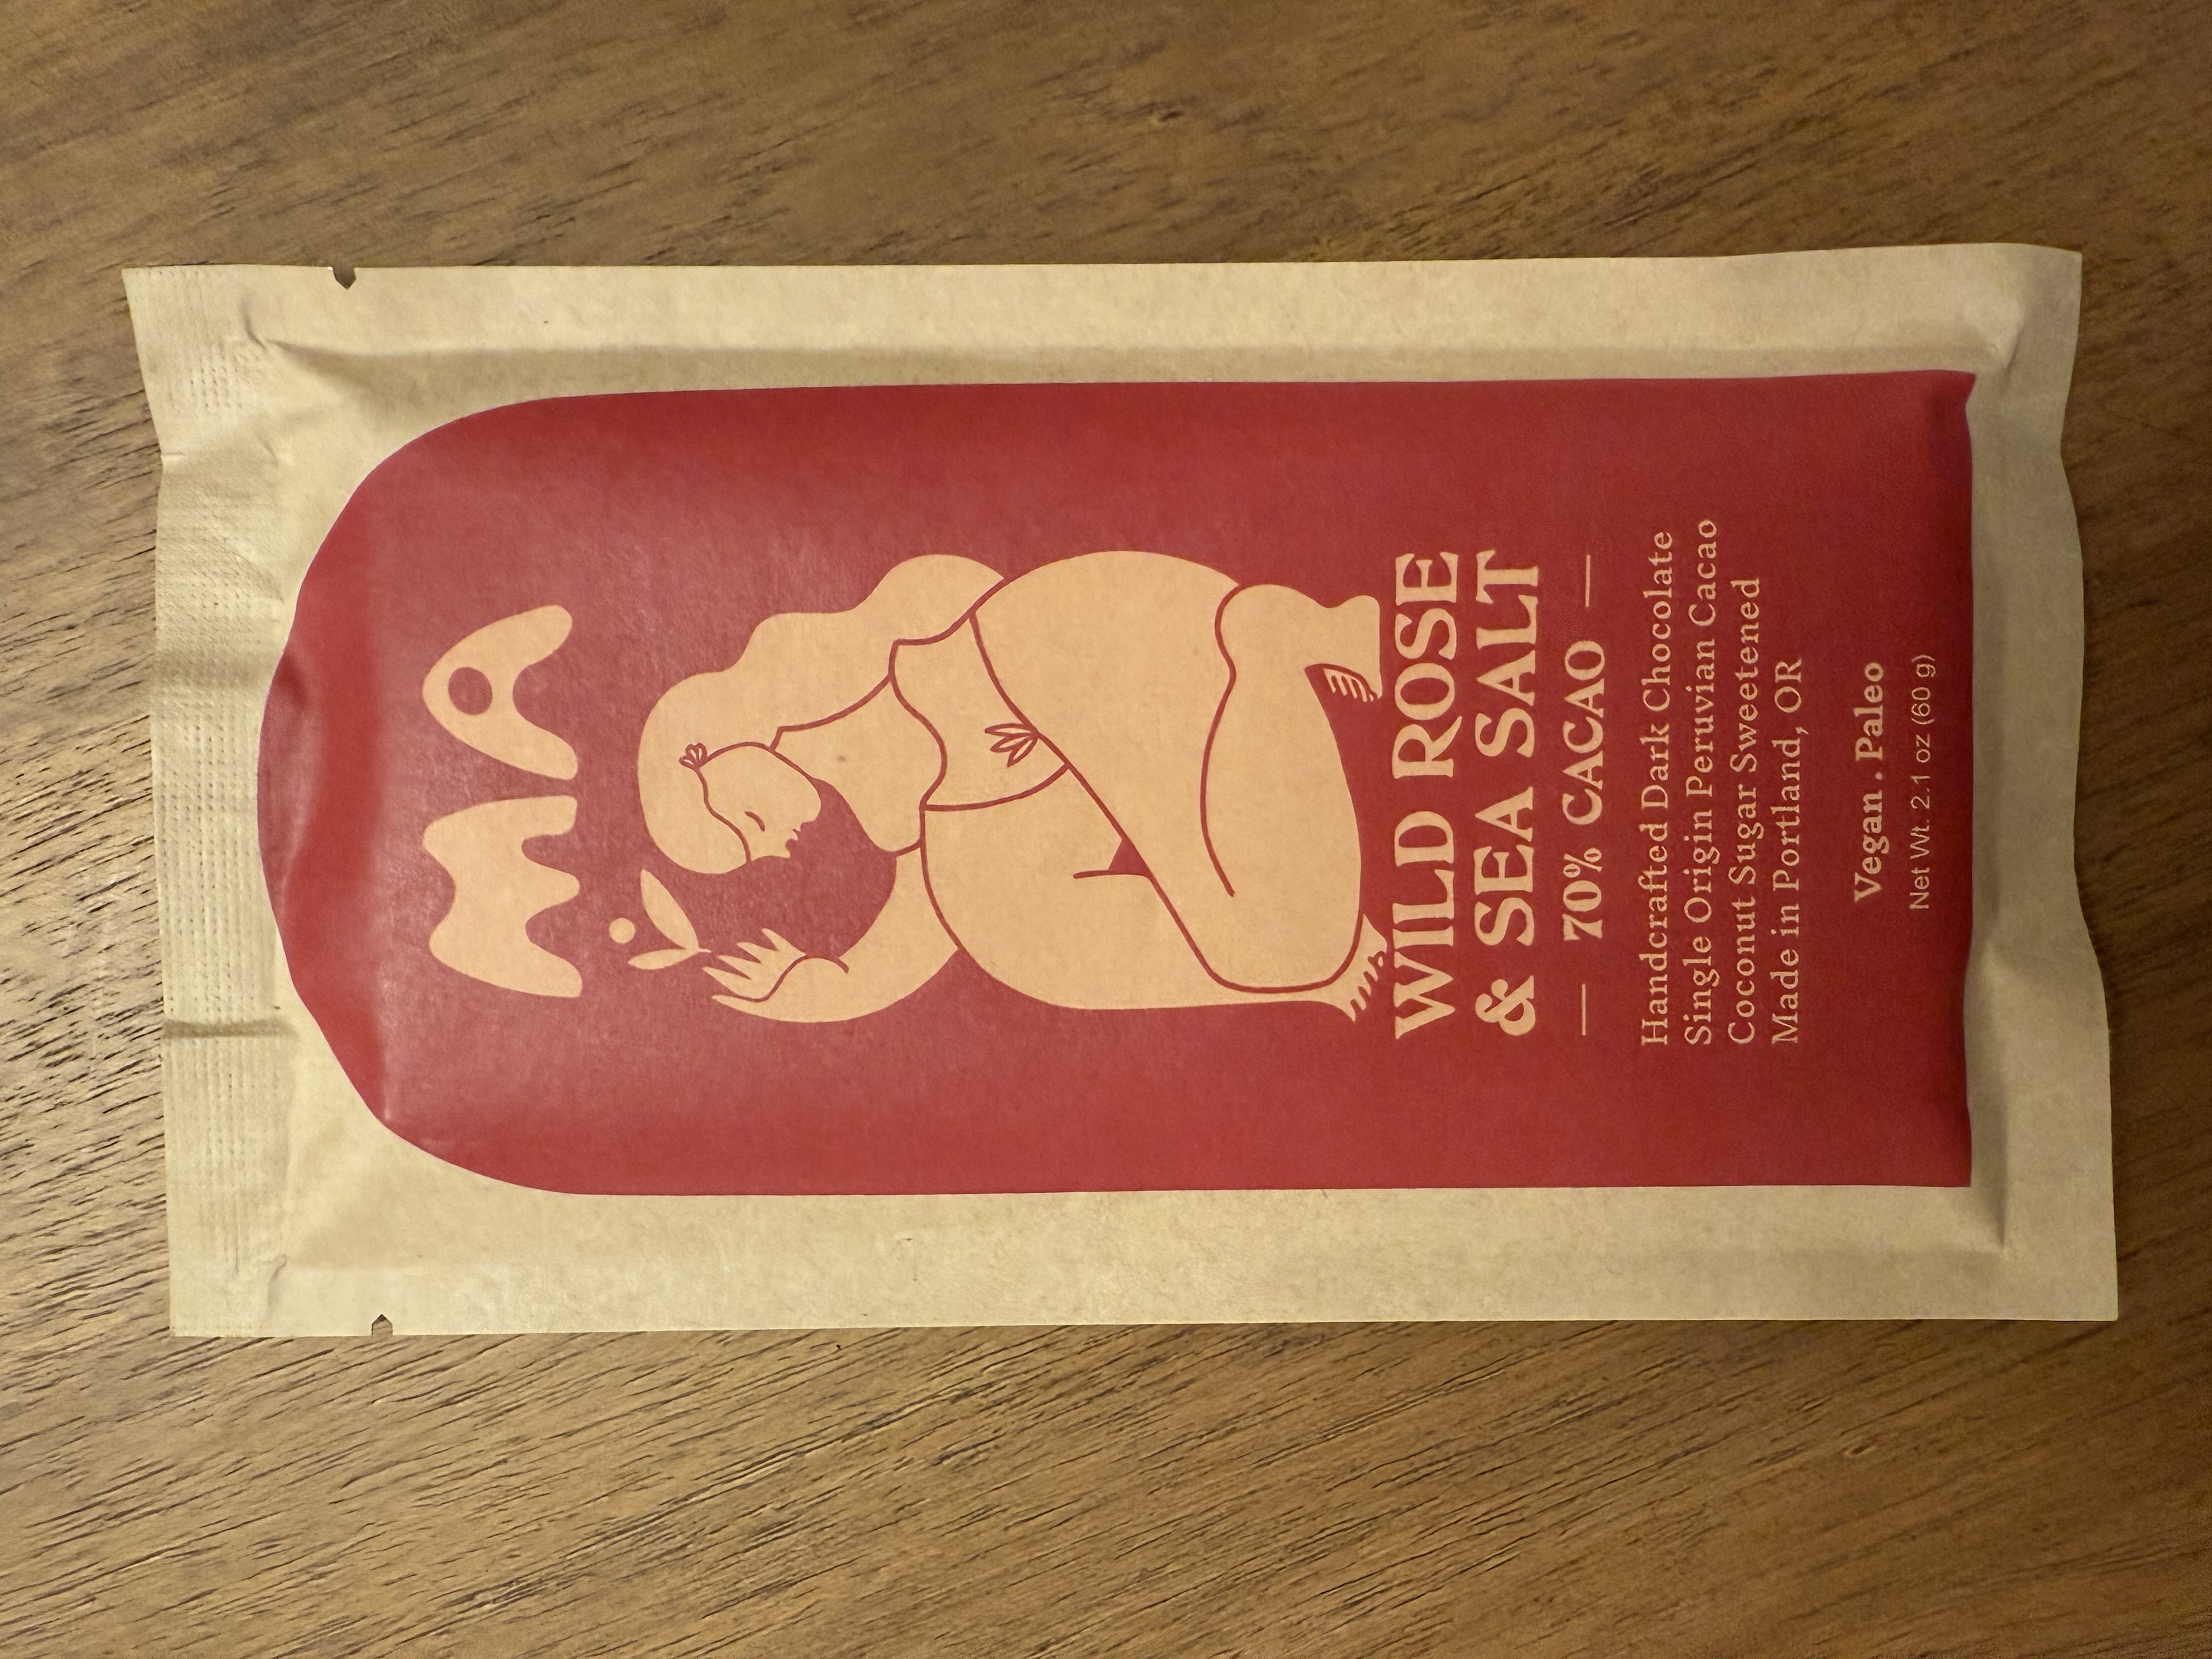 MA
WILD ROSE
& SEA SALT
— 70% CACAO —
Handcrafted Dark Chocolate
Single Origin Peruvian Cacao
Coconut Sugar Sweetened
Made in Portland, OR
Vegan . Paleo
Net Wt. 2.1 oz (60 g)